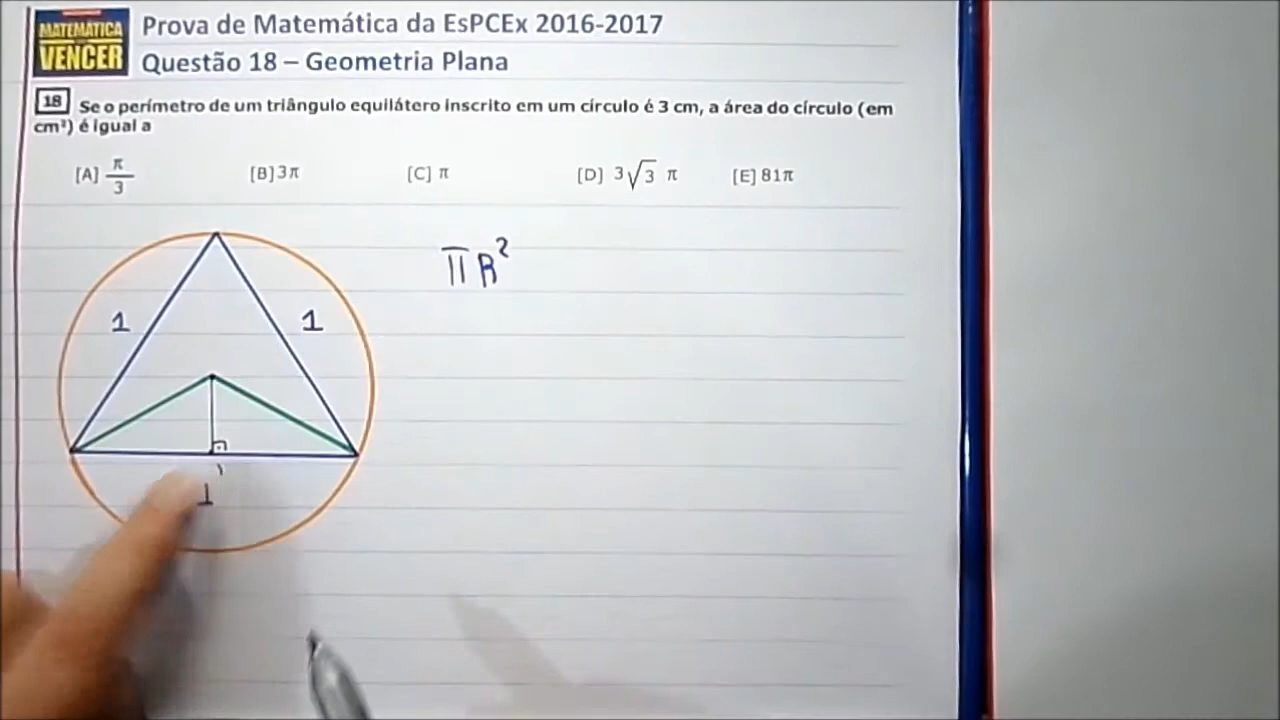 MATEMÁTICA
VENCER
Prova de Matemática da EsPCEx 2016-2017
Questão 18 – Geometria Plana
18 Se o perímetro de um triângulo equilátero inscrito em um círculo é 3 cm, a área do círculo (em
cm²) é igual a
[A] π/3 [B] 3π [C] π [D] 3√3 π [E] 81π
πR²
1 1
1